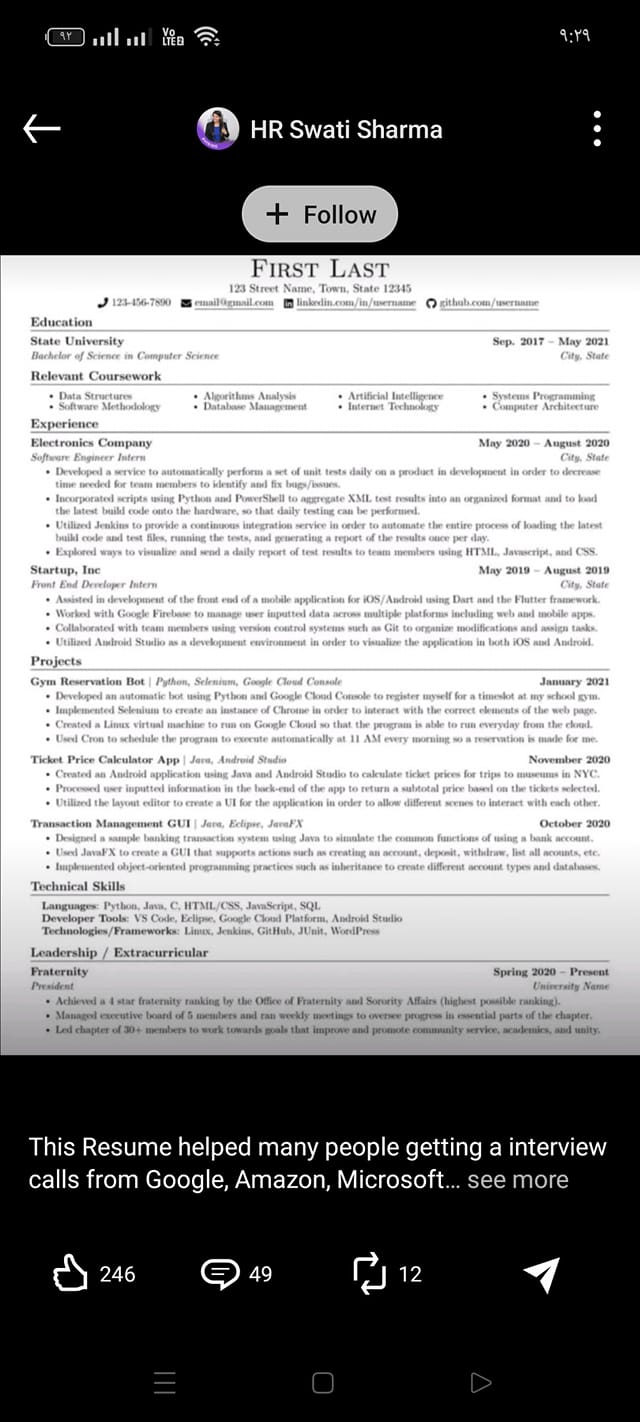 ٩٢ Vo LTE2 ٩:٢٩
HR Swati Sharma
+ Follow
FIRST LAST
123 Street Name, Town, State 12345
123-456-7890 email@gmail.com linkedin.com/in/username github.com/username
Education
State University Sep. 2017 – May 2021
Bachelor of Science in Computer Science City, State
Relevant Coursework
• Data Structures • Algorithms Analysis • Artificial Intelligence • Systems Programming
• Software Methodology • Database Management • Internet Technology • Computer Architecture
Experience
Electronics Company May 2020 – August 2020
Software Engineer Intern City, State
• Developed a service to automatically perform a set of unit tests daily on a product in development in order to decrease
time needed for team members to identify and fix bugs/issues.
• Incorporated scripts using Python and PowerShell to aggregate XML test results into an organized format and to load
the latest build code onto the hardware, so that daily testing can be performed.
• Utilized Jenkins to provide a continuous integration service in order to automate the entire process of loading the latest
build code and test files, running the tests, and generating a report of the results once per day.
• Explored ways to visualize and send a daily report of test results to team members using HTML, Javascript, and CSS.
Startup, Inc May 2019 – August 2019
Front End Developer Intern City, State
• Assisted in development of the front end of a mobile application for iOS/Android using Dart and the Flutter framework.
• Worked with Google Firebase to manage user inputted data across multiple platforms including web and mobile apps.
• Collaborated with team members using version control systems such as Git to organize modifications and assign tasks.
• Utilized Android Studio as a development environment in order to visualize the application in both iOS and Android.
Projects
Gym Reservation Bot | Python, Selenium, Google Cloud Console January 2021
• Developed an automatic bot using Python and Google Cloud Console to register myself for a timeslot at my school gym.
• Implemented Selenium to create an instance of Chrome in order to interact with the correct elements of the web page.
• Created a Linux virtual machine to run on Google Cloud so that the program is able to run everyday from the cloud.
• Used Cron to schedule the program to execute automatically at 11 AM every morning so a reservation is made for me.
Ticket Price Calculator App | Java, Android Studio November 2020
• Created an Android application using Java and Android Studio to calculate ticket prices for trips to museums in NYC.
• Processed user inputted information in the back-end of the app to return a subtotal price based on the tickets selected.
• Utilized the layout editor to create a UI for the application in order to allow different scenes to interact with each other.
Transaction Management GUI | Java, Eclipse, JavaFX October 2020
• Designed a sample banking transaction system using Java to simulate the common functions of using a bank account.
• Used JavaFX to create a GUI that supports actions such as creating an account, deposit, withdraw, list all acounts, etc.
• Implemented object-oriented programming practices such as inheritance to create different account types and databases.
Technical Skills
Languages: Python, Java, C, HTML/CSS, JavaScript, SQL
Developer Tools: VS Code, Eclipse, Google Cloud Platform, Android Studio
Technologies/Frameworks: Linux, Jenkins, GitHub, JUnit, WordPress
Leadership / Extracurricular
Fraternity Spring 2020 – Present
President University Name
• Achieved a 4 star fraternity ranking by the Office of Fraternity and Sorority Affairs (highest possible ranking).
• Managed executive board of 5 members and ran weekly meetings to oversee progress in essential parts of the chapter.
• Led chapter of 30+ members to work towards goals that improve and promote community service, academics, and unity.
This Resume helped many people getting a interview
calls from Google, Amazon, Microsoft... see more
246 49 12